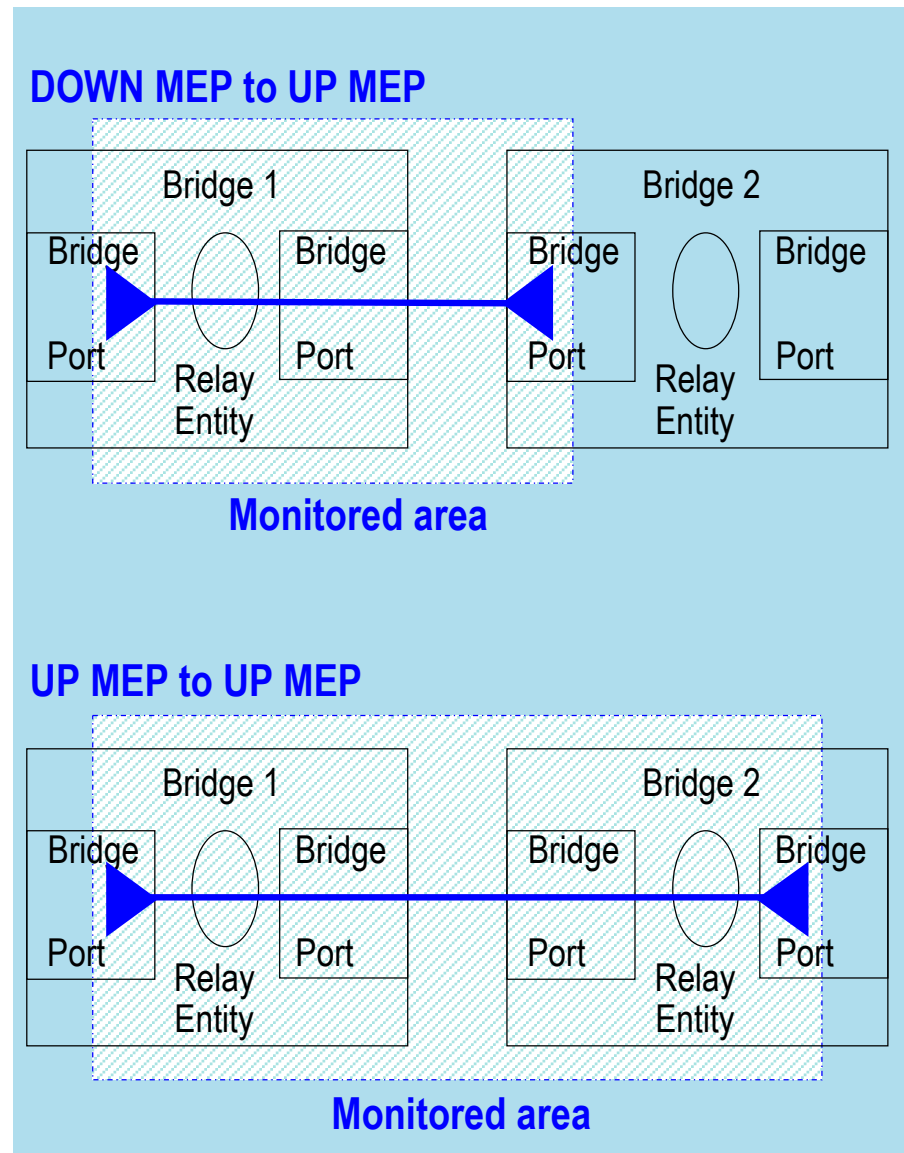 DOWN MEP to UP MEP
Bridge 1
Bridge 2
Bridge
Bridge
Bridge
Bridge
Port
Port
Port
Port
Relay
Entity
Relay
Entity
Monitored area
UP MEP to UP MEP
Bridge 1
Bridge 2
Bridge
Bridge
Bridge
Bridge
Port
Port
Port
Port
Relay
Entity
Relay
Entity
Monitored area